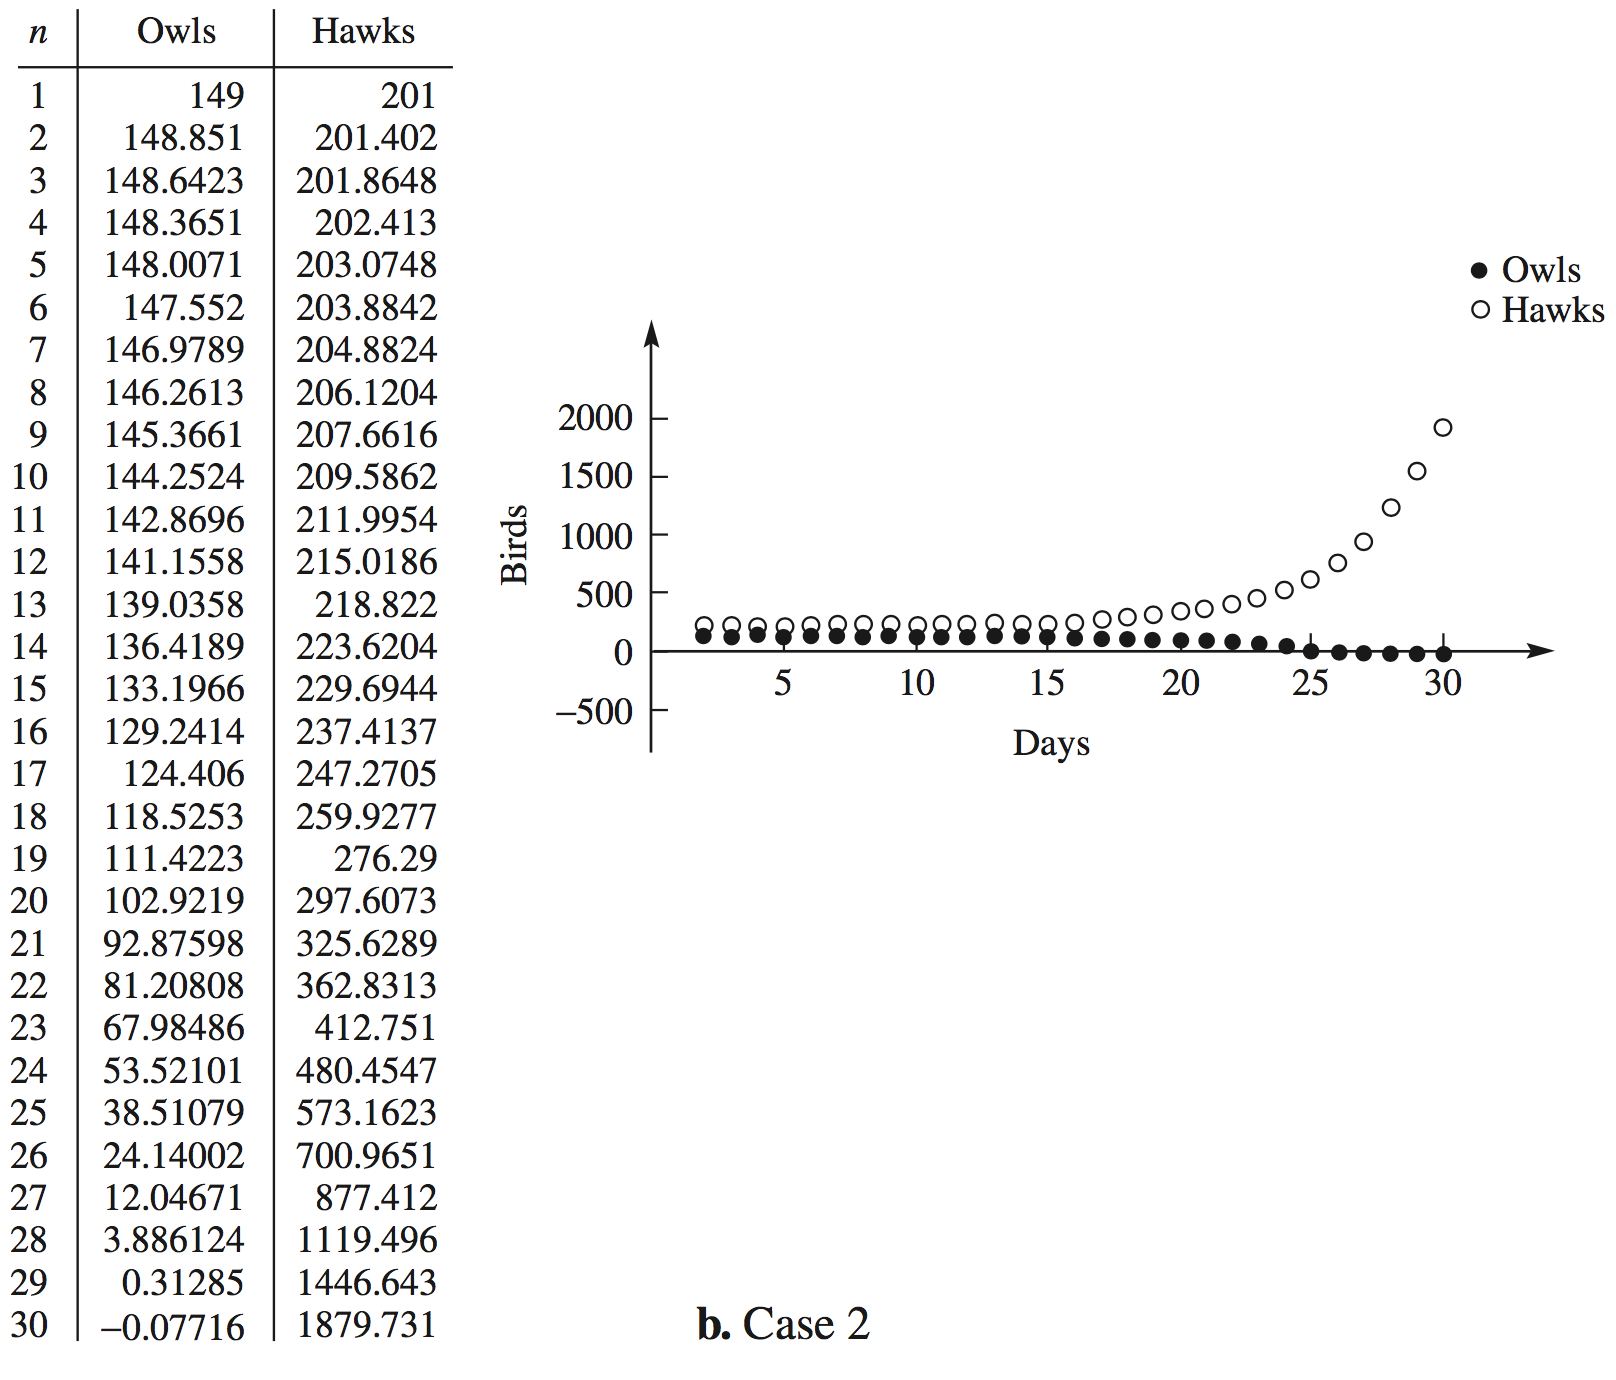 n Owls Hawks
1 149 201
2 148.851 201.402
3 148.6423 201.8648
4 148.3651 202.413
5 148.0071 203.0748
6 147.552 203.8842
7 146.9789 204.8824
8 146.2613 206.1204
9 145.3661 207.6616
10 144.2524 209.5862
11 142.8696 211.9954
12 141.1558 215.0186
13 139.0358 218.822
14 136.4189 223.6204
15 133.1966 229.6944
16 129.2414 237.4137
17 124.406 247.2705
18 118.5253 259.9277
19 111.4223 276.29
20 102.9219 297.6073
21 92.87598 325.6289
22 81.20808 362.8313
23 67.98486 412.751
24 53.52101 480.4547
25 38.51079 573.1623
26 24.14002 700.9651
27 12.04671 877.412
28 3.886124 1119.496
29 0.31285 1446.643
30 –0.07716 1879.731
Owls
Hawks
2000
1500
1000
500
0
–500
Birds
5 10 15 20 25 30
Days
b. Case 2